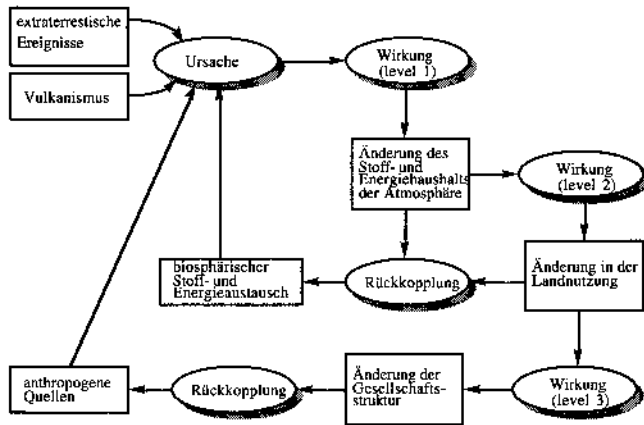 extraterrestische
Ereignisse
Vulkanismus
Ursache
Wirkung
(level 1)
Änderung des
Stoff- und
Energiehaushalts
der Atmosphäre
Wirkung
(level 2)
biosphärischer
Stoff- und
Energieaustausch
Rückkopplung
Änderung in der
Landnutzung
anthropogene
Quellen
Rückkopplung
Änderung der
Gesellschafts-
struktur
Wirkung
(level 3)